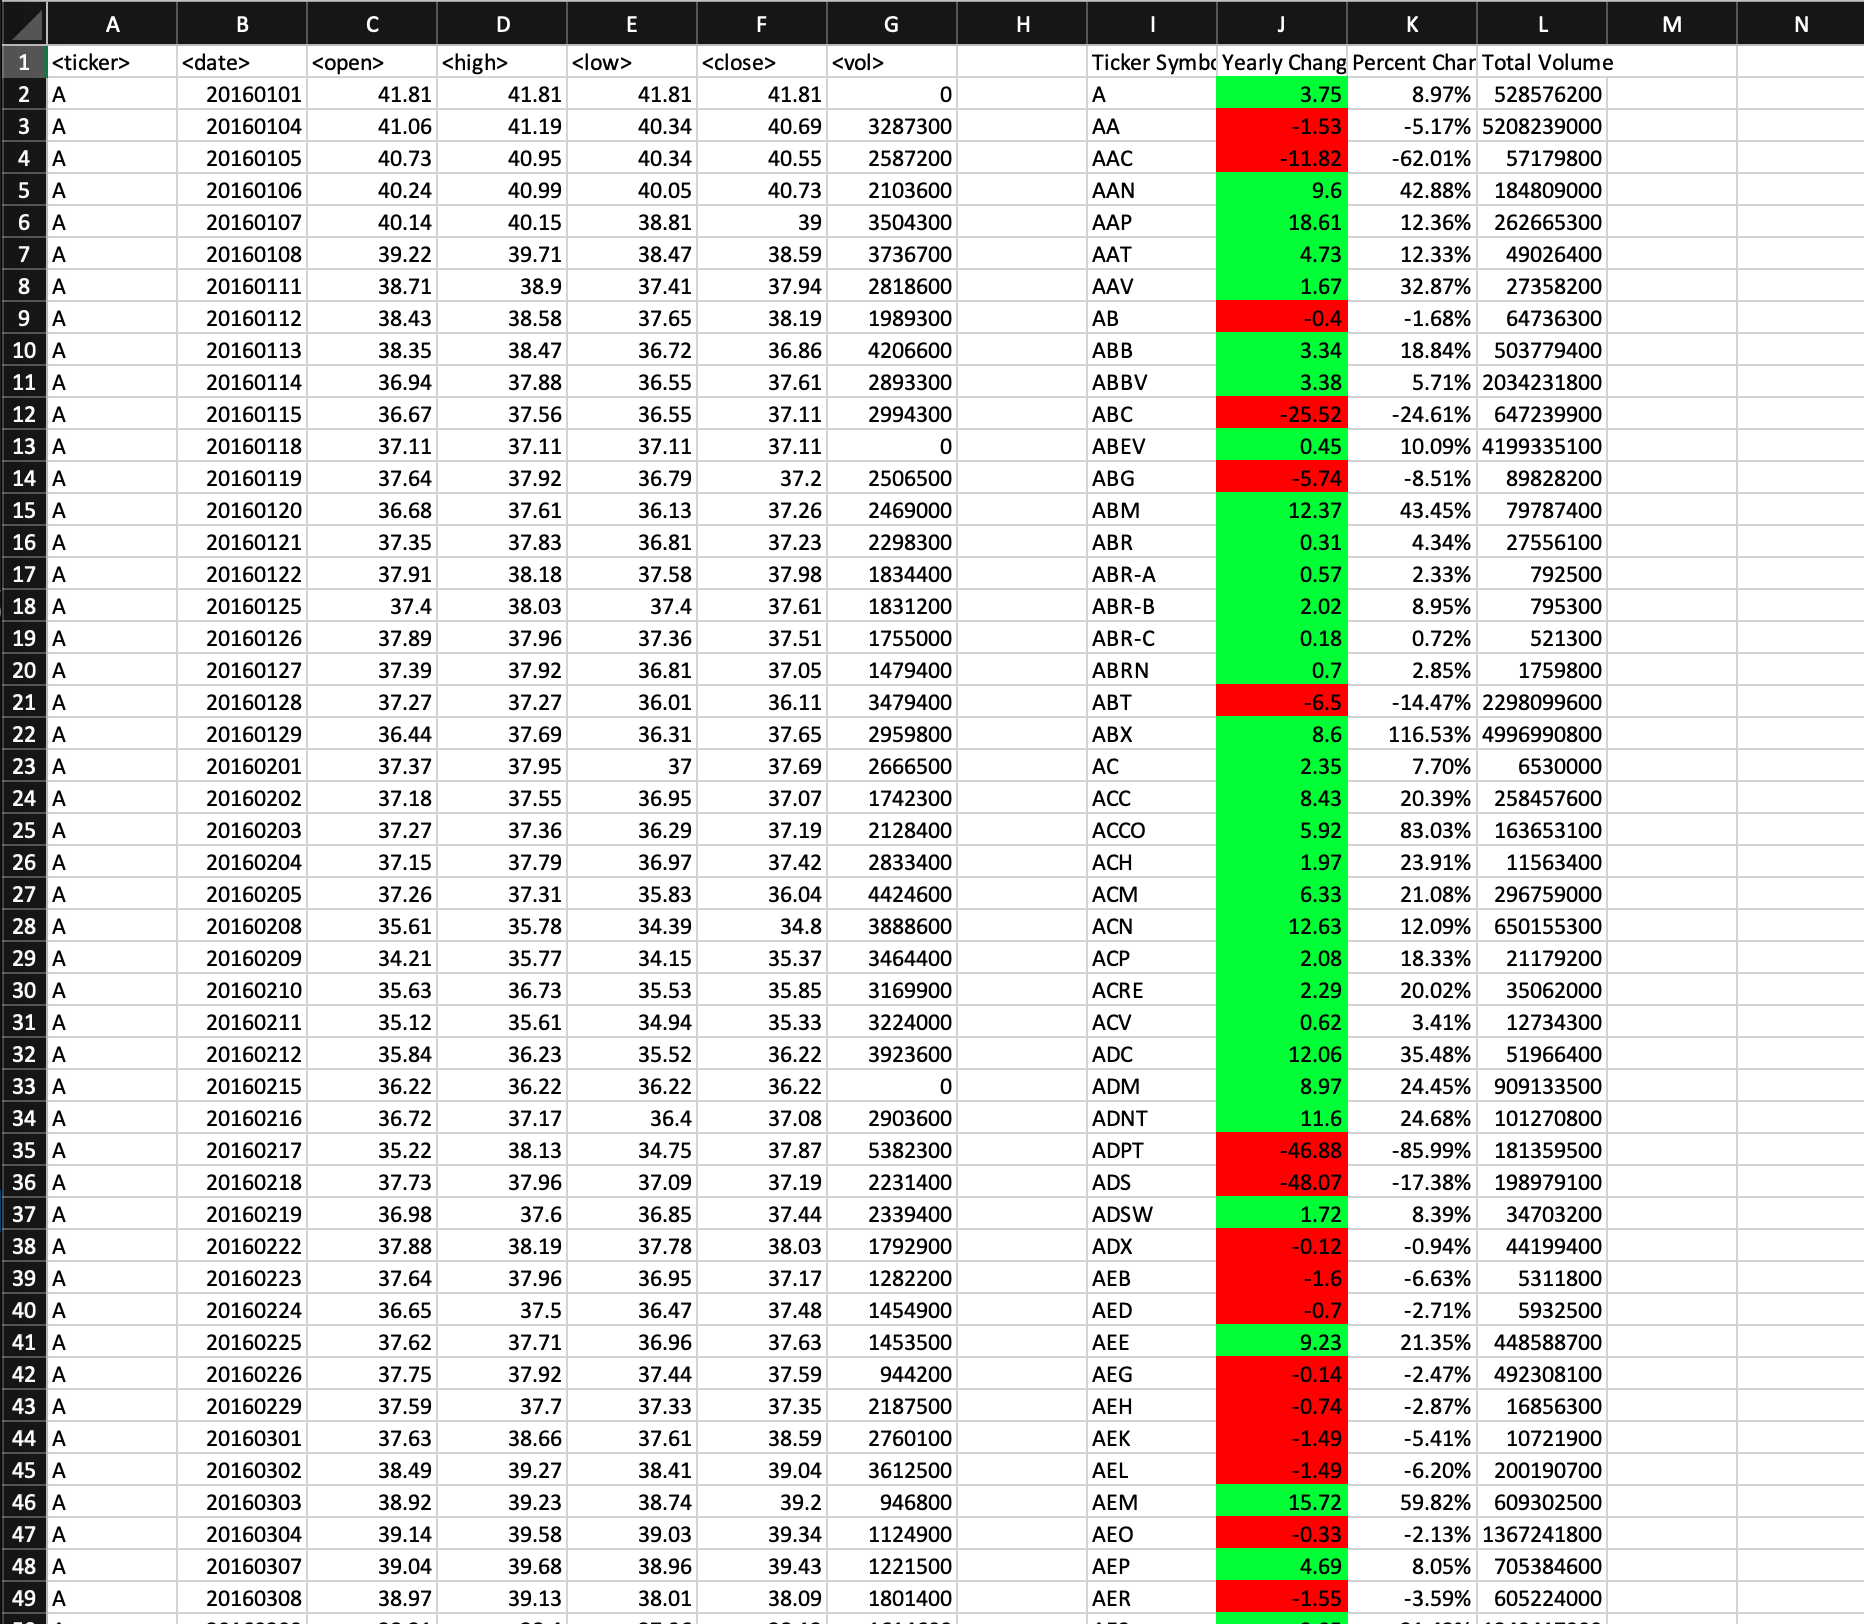 A B C D E F G H I J K L M N
1 <ticker> <date> <open> <high> <low> <close> <vol> Ticker Symbo Yearly Chang Percent Char Total Volume
2 A 20160101 41.81 41.81 41.81 41.81 0 A 3.75 8.97% 528576200
3 A 20160104 41.06 41.19 40.34 40.69 3287300 AA -1.53 -5.17% 5208239000
4 A 20160105 40.73 40.95 40.34 40.55 2587200 AAC -11.82 -62.01% 57179800
5 A 20160106 40.24 40.99 40.05 40.73 2103600 AAN 9.6 42.88% 184809000
6 A 20160107 40.14 40.15 38.81 39 3504300 AAP 18.61 12.36% 262665300
7 A 20160108 39.22 39.71 38.47 38.59 3736700 AAT 4.73 12.33% 49026400
8 A 20160111 38.71 38.9 37.41 37.94 2818600 AAV 1.67 32.87% 27358200
9 A 20160112 38.43 38.58 37.65 38.19 1989300 AB -0.4 -1.68% 64736300
10 A 20160113 38.35 38.47 36.72 36.86 4206600 ABB 3.34 18.84% 503779400
11 A 20160114 36.94 37.88 36.55 37.61 2893300 ABBV 3.38 5.71% 2034231800
12 A 20160115 36.67 37.56 36.55 37.11 2994300 ABC -25.52 -24.61% 647239900
13 A 20160118 37.11 37.11 37.11 37.11 0 ABEV 0.45 10.09% 4199335100
14 A 20160119 37.64 37.92 36.79 37.2 2506500 ABG -5.74 -8.51% 89828200
15 A 20160120 36.68 37.61 36.13 37.26 2469000 ABM 12.37 43.45% 79787400
16 A 20160121 37.35 37.83 36.81 37.23 2298300 ABR 0.31 4.34% 27556100
17 A 20160122 37.91 38.18 37.58 37.98 1834400 ABR-A 0.57 2.33% 792500
18 A 20160125 37.4 38.03 37.4 37.61 1831200 ABR-B 2.02 8.95% 795300
19 A 20160126 37.89 37.96 37.36 37.51 1755000 ABR-C 0.18 0.72% 521300
20 A 20160127 37.39 37.92 36.81 37.05 1479400 ABRN 0.7 2.85% 1759800
21 A 20160128 37.27 37.27 36.01 36.11 3479400 ABT -6.5 -14.47% 2298099600
22 A 20160129 36.44 37.69 36.31 37.65 2959800 ABX 8.6 116.53% 4996990800
23 A 20160201 37.37 37.95 37 37.69 2666500 AC 2.35 7.70% 6530000
24 A 20160202 37.18 37.55 36.95 37.07 1742300 ACC 8.43 20.39% 258457600
25 A 20160203 37.27 37.36 36.29 37.19 2128400 ACCO 5.92 83.03% 163653100
26 A 20160204 37.15 37.79 36.97 37.42 2833400 ACH 1.97 23.91% 11563400
27 A 20160205 37.26 37.31 35.83 36.04 4424600 ACM 6.33 21.08% 296759000
28 A 20160208 35.61 35.78 34.39 34.8 3888600 ACN 12.63 12.09% 650155300
29 A 20160209 34.21 35.77 34.15 35.37 3464400 ACP 2.08 18.33% 21179200
30 A 20160210 35.63 36.73 35.53 35.85 3169900 ACRE 2.29 20.02% 35062000
31 A 20160211 35.12 35.61 34.94 35.33 3224000 ACV 0.62 3.41% 12734300
32 A 20160212 35.84 36.23 35.52 36.22 3923600 ADC 12.06 35.48% 51966400
33 A 20160215 36.22 36.22 36.22 36.22 0 ADM 8.97 24.45% 909133500
34 A 20160216 36.72 37.17 36.4 37.08 2903600 ADNT 11.6 24.68% 101270800
35 A 20160217 35.22 38.13 34.75 37.87 5382300 ADPT -46.88 -85.99% 181359500
36 A 20160218 37.73 37.96 37.09 37.19 2231400 ADS -48.07 -17.38% 198979100
37 A 20160219 36.98 37.6 36.85 37.44 2339400 ADSW 1.72 8.39% 34703200
38 A 20160222 37.88 38.19 37.78 38.03 1792900 ADX -0.12 -0.94% 44199400
39 A 20160223 37.64 37.96 36.95 37.17 1282200 AEB -1.6 -6.63% 5311800
40 A 20160224 36.65 37.5 36.47 37.48 1454900 AED -0.7 -2.71% 5932500
41 A 20160225 37.62 37.71 36.96 37.63 1453500 AEE 9.23 21.35% 448588700
42 A 20160226 37.75 37.92 37.44 37.59 944200 AEG -0.14 -2.47% 492308100
43 A 20160229 37.59 37.7 37.33 37.35 2187500 AEH -0.74 -2.87% 16856300
44 A 20160301 37.63 38.66 37.61 38.59 2760100 AEK -1.49 -5.41% 10721900
45 A 20160302 38.49 39.27 38.41 39.04 3612500 AEL -1.49 -6.20% 200190700
46 A 20160303 38.92 39.23 38.74 39.2 946800 AEM 15.72 59.82% 609302500
47 A 20160304 39.14 39.58 39.03 39.34 1124900 AEO -0.33 -2.13% 1367241800
48 A 20160307 39.04 39.68 38.96 39.43 1221500 AEP 4.69 8.05% 705384600
49 A 20160308 38.97 39.13 38.01 38.09 1801400 AER -1.55 -3.59% 605224000